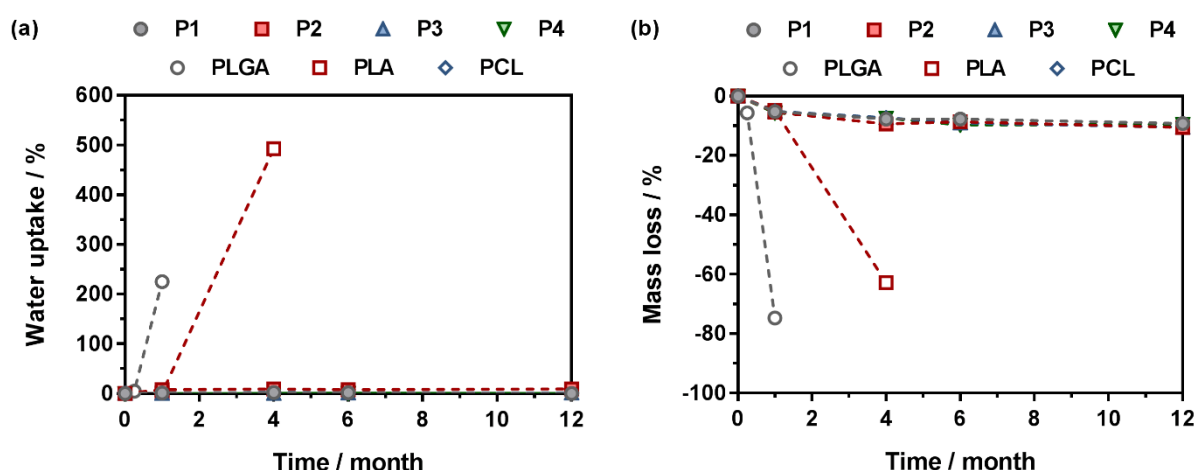 (a) P1 P2 P3 P4
PLGA PLA PCL
600
500
400
300
200
100
0
0 2 4 6 8 10 12
Water uptake / %
Time / month
(b) P1 P2 P3 P4
PLGA PLA PCL
0
-20
-40
-60
-80
-100
0 2 4 6 8 10 12
Mass loss / %
Time / month